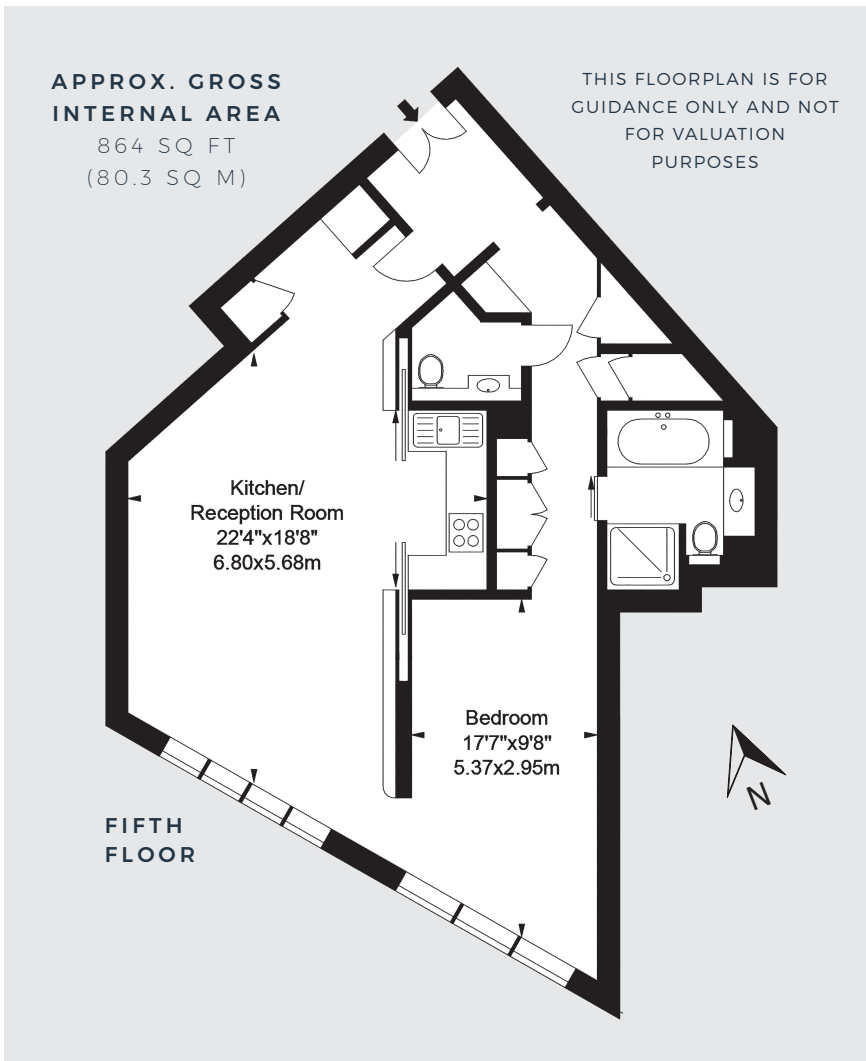 APPROX. GROSS
INTERNAL AREA
864 SQ FT
(80.3 SQ M)
THIS FLOORPLAN IS FOR
GUIDANCE ONLY AND NOT
FOR VALUATION
PURPOSES
Kitchen/
Reception Room
22'4"x18'8"
6.80x5.68m
Bedroom
17'7"x9'8"
5.37x2.95m
N
FIFTH
FLOOR